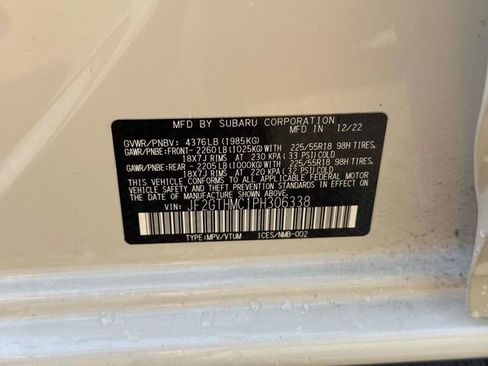 MFD BY SUBARU CORPORATION
GVWR/PNBV: 4376LB(1985KG) MFD IN 12/22
GAWR/PNBE:FRONT- 2260LB(1025KG)WITH 225/55R18 98H TIRES,
18X7J RIMS AT 230 KPA(33 PSI)COLD
GAWR/PNBE:REAR - 2205LB(1000KG)WITH 225/55R18 98H TIRES,
18X7J RIMS AT 220 KPA(32 PSI)COLD
THIS VEHICLE CONFORMS TO ALL APPLICABLE FEDERAL MOTOR
VEHICLE SAFETY AND THEFT PREVENTION STANDARDS IN EFFECT ON
THE DATE OF MANUFACTURE SHOWN ABOVE.
JF2GTHMC1PH306338
TYPE:MPV/VTUM ICES/NMB-002